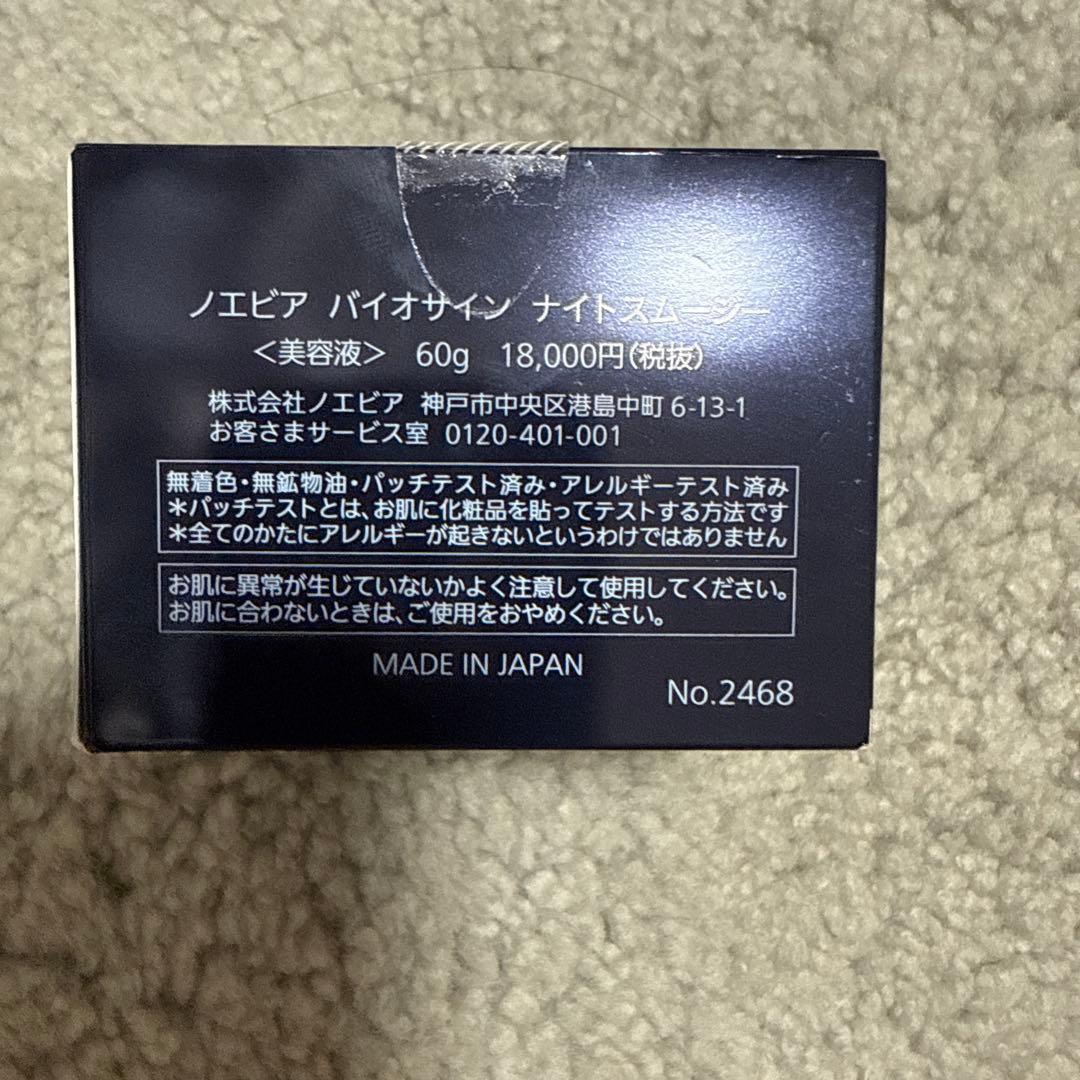 ノエビア バイオサイン ナイトスムージー
＜美容液＞ 60g 18,000円(税抜)
株式会社ノエビア 神戸市中央区港島中町 6-13-1
お客さまサービス室 0120-401-001
無着色・無鉱物油・パッチテスト済み・アレルギーテスト済み
＊パッチテストとは、お肌に化粧品を貼ってテストする方法です
＊全てのかたにアレルギーが起きないというわけではありません
お肌に異常が生じていないかよく注意して使用してください。
お肌に合わないときは、ご使用をおやめください。
MADE IN JAPAN
No.2468